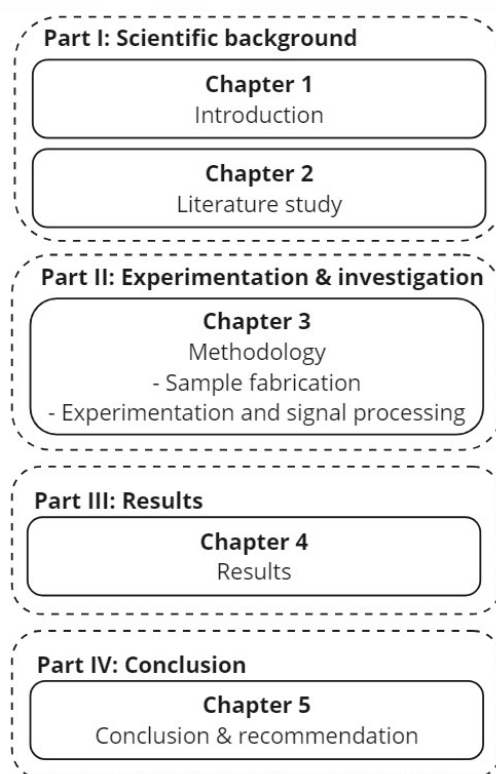 Part I: Scientific background
Chapter 1
Introduction
Chapter 2
Literature study
Part II: Experimentation & investigation
Chapter 3
Methodology
- Sample fabrication
- Experimentation and signal processing
Part III: Results
Chapter 4
Results
Part IV: Conclusion
Chapter 5
Conclusion & recommendation